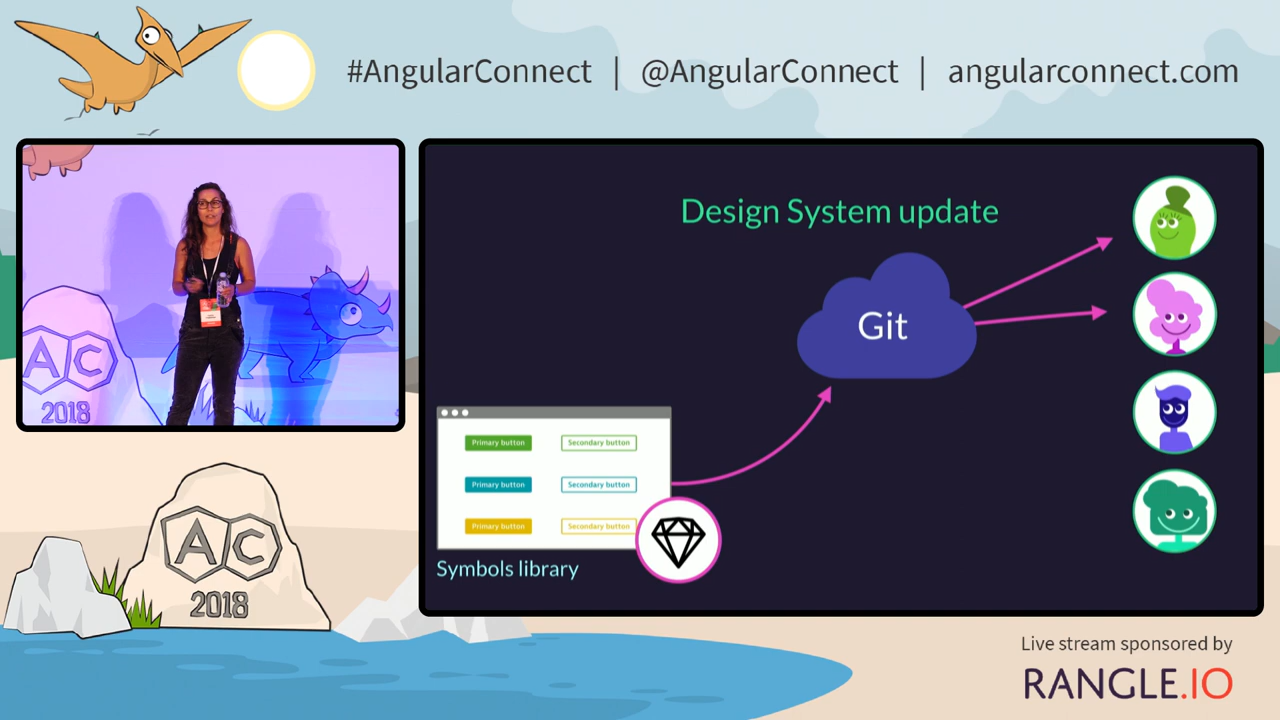 #AngularConnect | @AngularConnect | angularconnect.com
AC
2018
Design System update
Git
Primary button Secondary button
Primary button Secondary button
Primary button Secondary button
Symbols library
AC
2018
Live stream sponsored by
RANGLE.IO